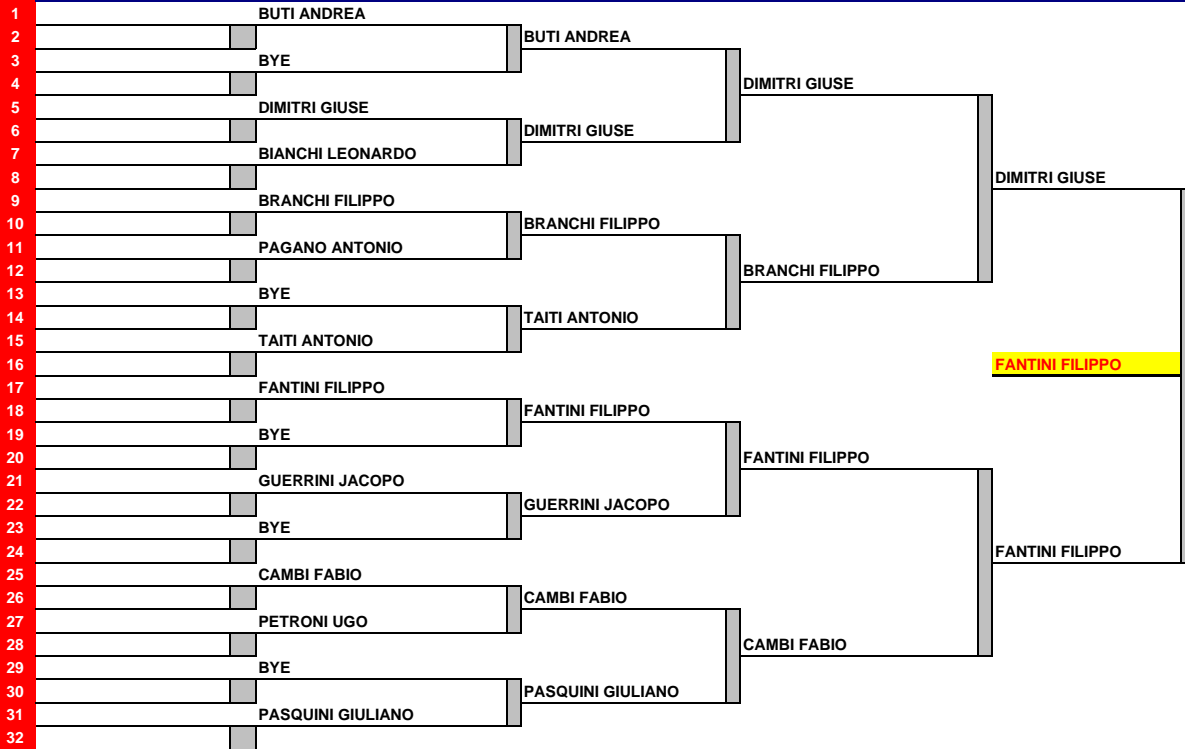 1 BUTI ANDREA
2 BUTI ANDREA
3 BYE
4 DIMITRI GIUSE
5 DIMITRI GIUSE
6 DIMITRI GIUSE
7 BIANCHI LEONARDO
8 DIMITRI GIUSE
9 BRANCHI FILIPPO
10 BRANCHI FILIPPO
11 PAGANO ANTONIO
12 BRANCHI FILIPPO
13 BYE
14 TAITI ANTONIO
15 TAITI ANTONIO
16 FANTINI FILIPPO
17 FANTINI FILIPPO
18 FANTINI FILIPPO
19 BYE
20 FANTINI FILIPPO
21 GUERRINI JACOPO
22 GUERRINI JACOPO
23 BYE
24 FANTINI FILIPPO
25 CAMBI FABIO
26 CAMBI FABIO
27 PETRONI UGO
28 CAMBI FABIO
29 BYE
30 PASQUINI GIULIANO
31 PASQUINI GIULIANO
32